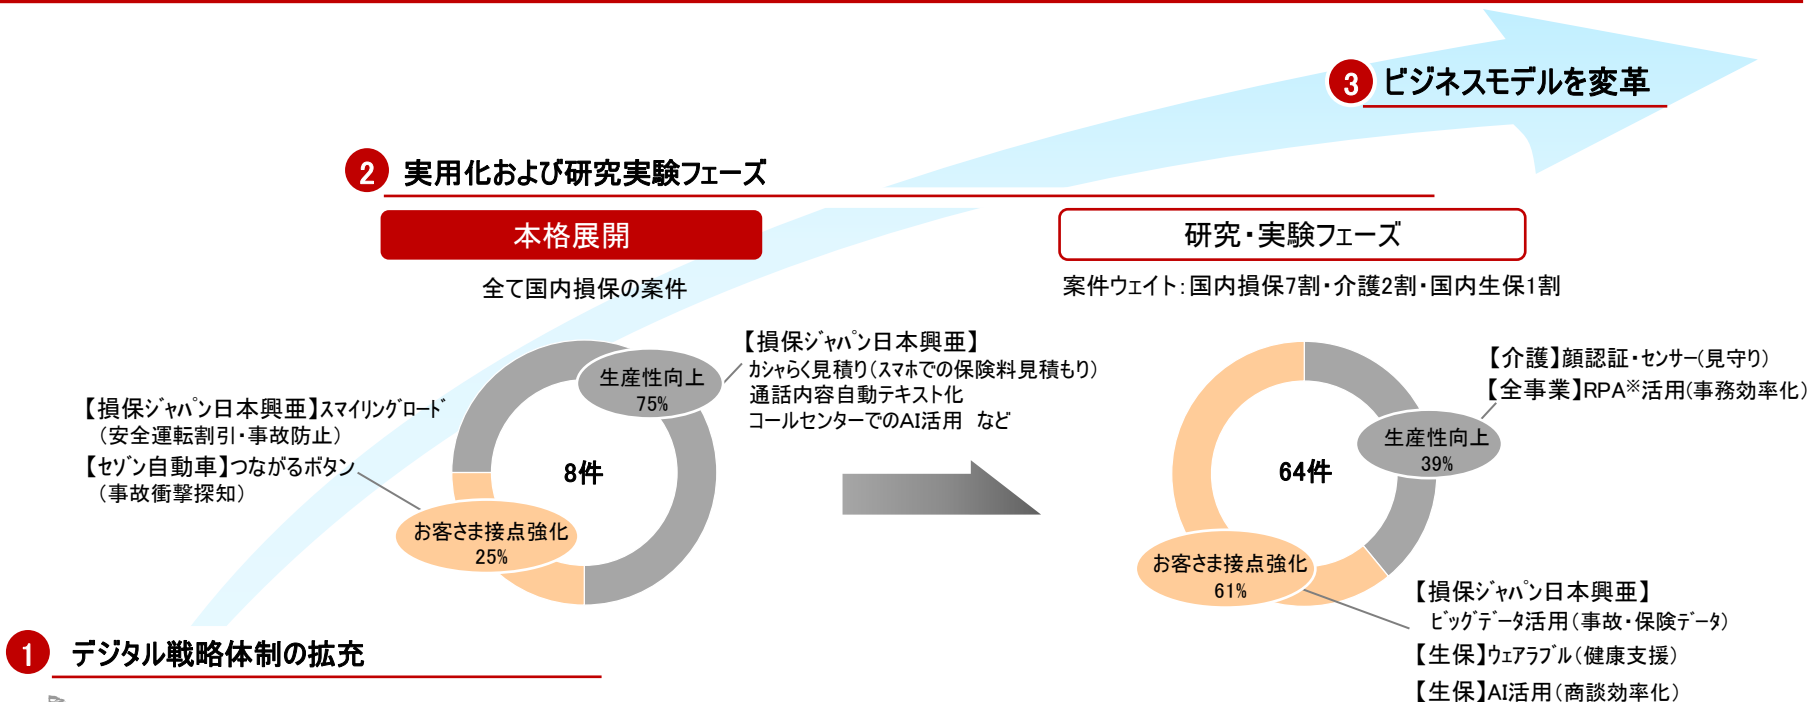 3 ビジネスモデルを変革
2 実用化および研究実験フェーズ
本格展開
全て国内損保の案件
【損保ジャパン日本興亜】スマイリングロード
（安全運転割引・事故防止）
【セゾン自動車】つながるボタン
（事故衝撃探知）
生産性向上
75%
8件
お客さま接点強化
25%
【損保ジャパン日本興亜】
カシャらく見積り（スマホでの保険料見積もり）
通話内容自動テキスト化
コールセンターでのAI活用 など
研究・実験フェーズ
案件ウェイト：国内損保7割・介護2割・国内生保1割
【介護】顔認証・センサー（見守り）
【全事業】RPA※活用（事務効率化）
生産性向上
39%
64件
お客さま接点強化
61%
【損保ジャパン日本興亜】
ビッグデータ活用（事故・保険データ）
【生保】ウェアラブル（健康支援）
【生保】AI活用（商談効率化）
1 デジタル戦略体制の拡充